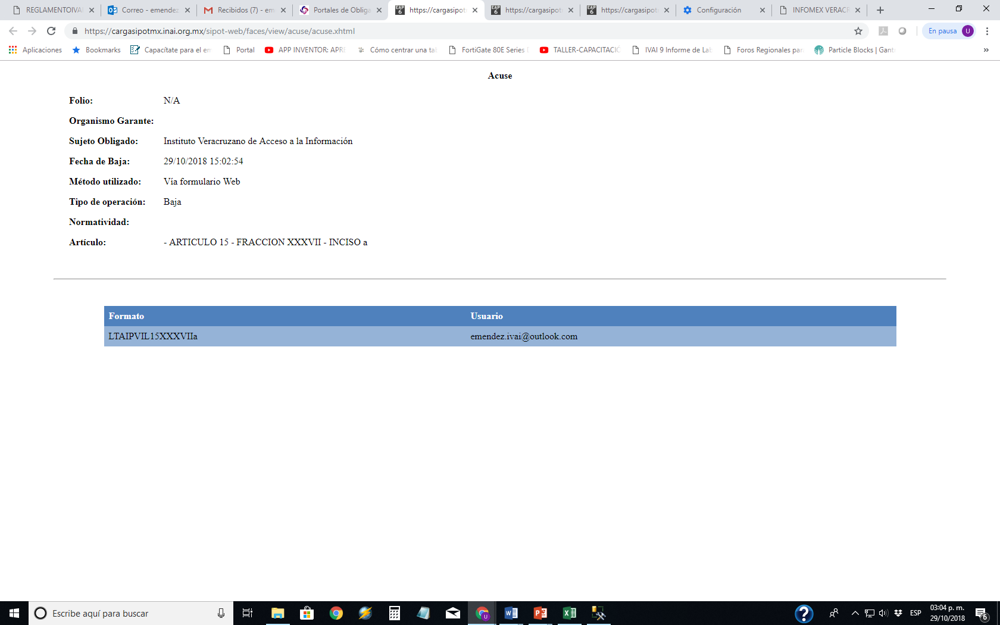 REGLAMENTOIVAI
Correo - emendez
Recibidos (7) - em
Portales de Obliga
https://cargasipot
https://cargasipot
https://cargasipot
Configuración
INFOMEX VERACR
https://cargasipotmx.inai.org.mx/sipot-web/faces/view/acuse/acuse.xhtml
En pausa U
Aplicaciones
Bookmarks
Capacítate para el em
Portal
APP INVENTOR: APRE
Cómo centrar una tab
FortiGate 80E Series
TALLER-CAPACITACIÓ
IVAI 9 Informe de Lab
Foros Regionales par
Particle Blocks | Gant
»
Acuse
Folio: N/A
Organismo Garante:
Sujeto Obligado: Instituto Veracruzano de Acceso a la Información
Fecha de Baja: 29/10/2018 15:02:54
Método utilizado: Vía formulario Web
Tipo de operación: Baja
Normatividad:
Artículo: - ARTICULO 15 - FRACCION XXXVII - INCISO a
Formato Usuario
LTAIPVIL15XXXVIIa emendez.ivai@outlook.com
Escribe aquí para buscar
ESP
03:04 p. m.
29/10/2018
6